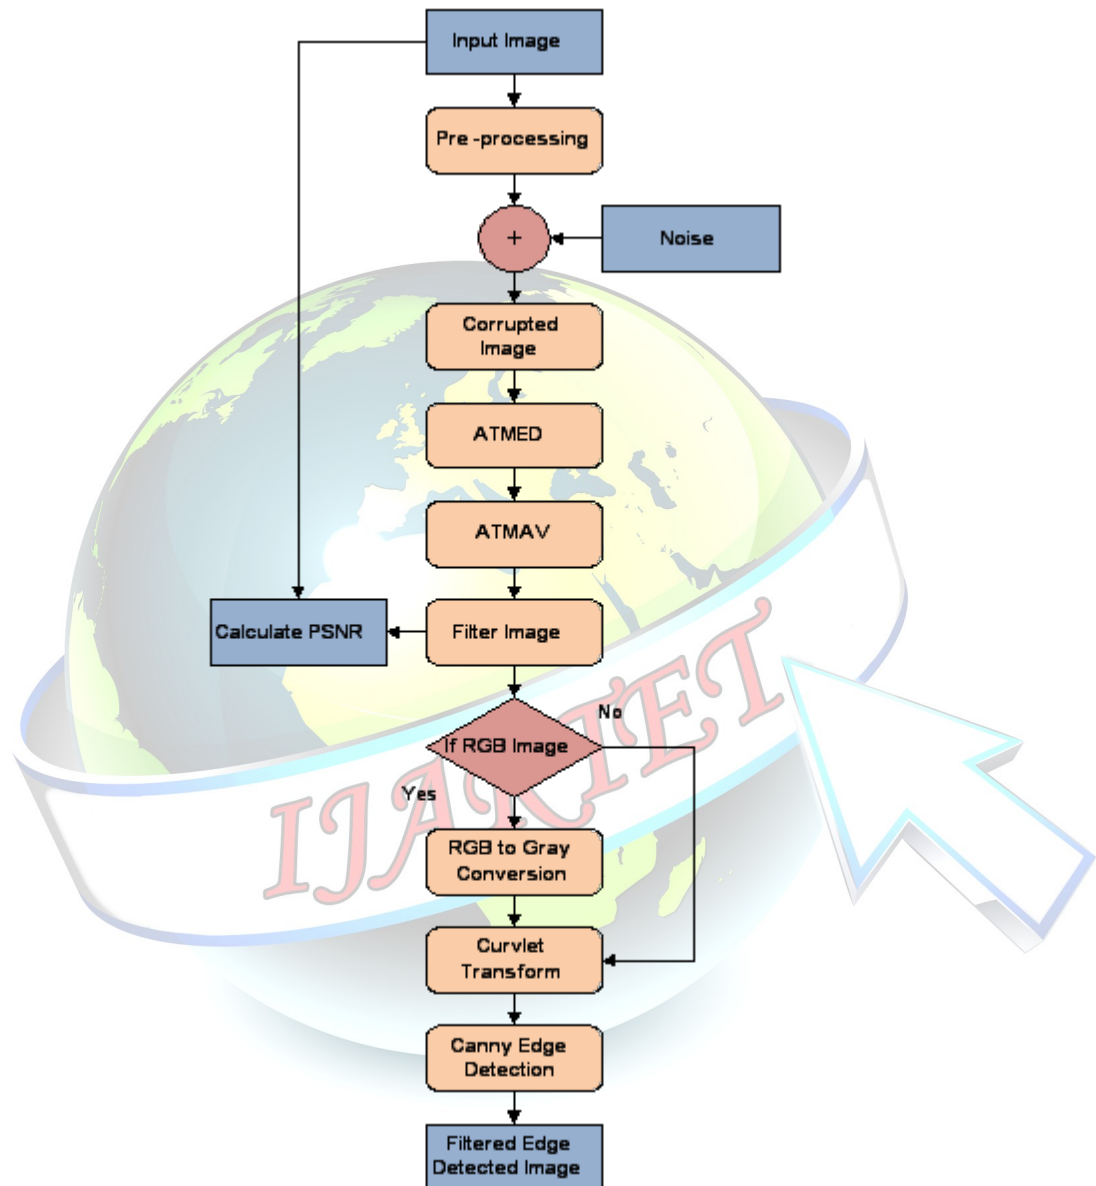 Input Image
Pre -processing
+
Noise
Corrupted
Image
ATMED
ATMAV
Calculate PSNR
Filter Image
No
If RGB Image
Yes
RGB to Gray
Conversion
Curvlet
Transform
Canny Edge
Detection
Filtered Edge
Detected Image
IJARTET